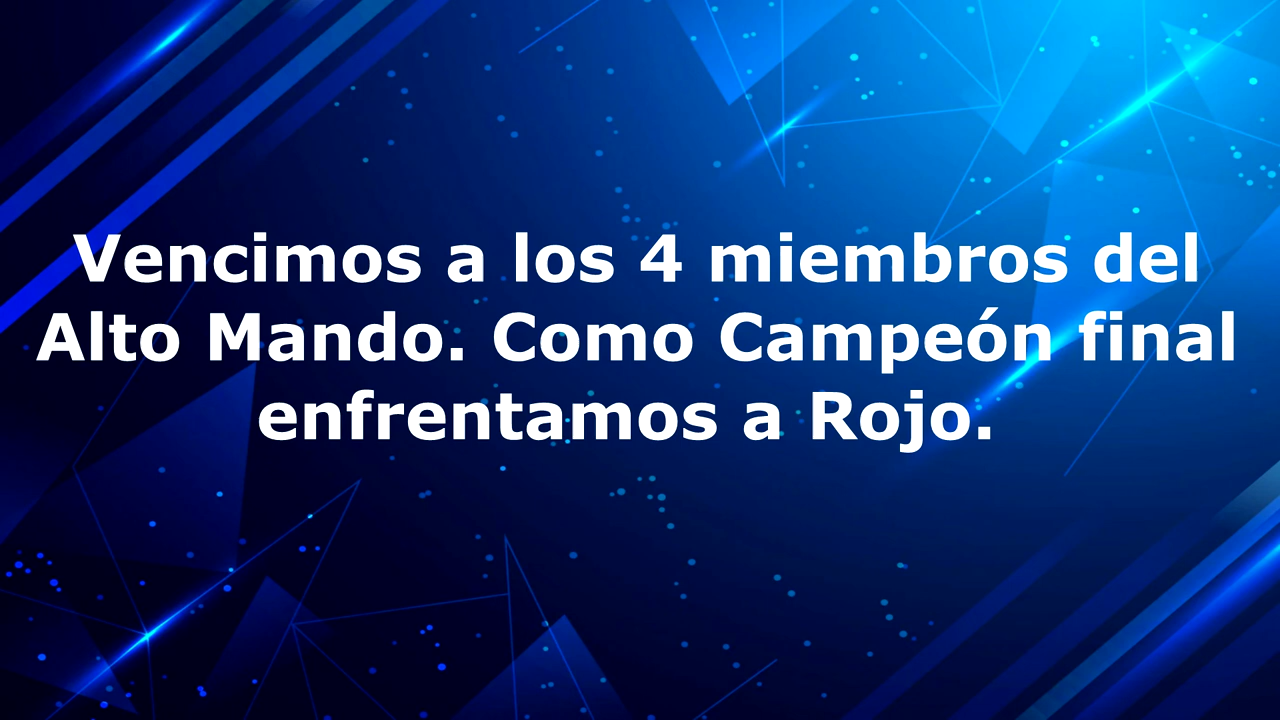 Vencimos a los 4 miembros del
Alto Mando. Como Campeón final
enfrentamos a Rojo.